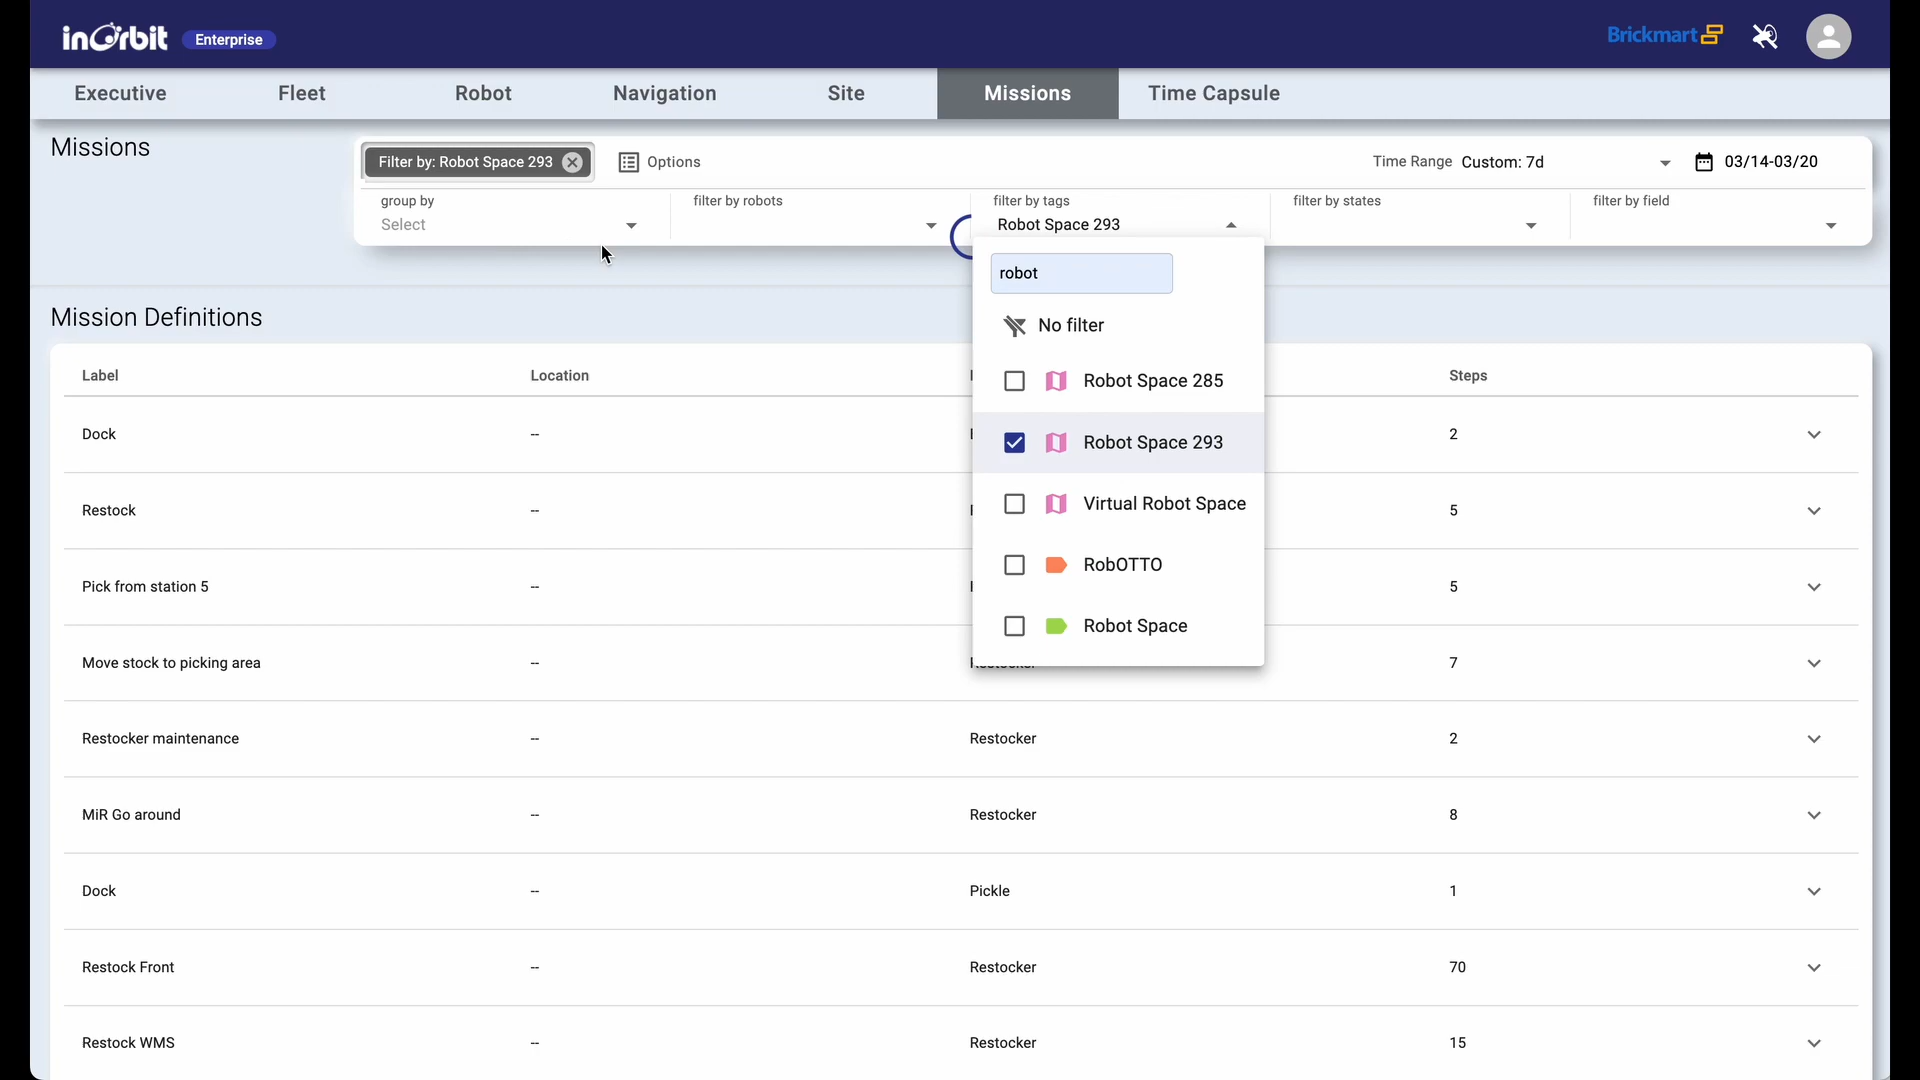 inOrbit Enterprise
Brickmart
Executive Fleet Robot Navigation Site Missions Time Capsule
Missions
Filter by: Robot Space 293 Options Time Range Custom: 7d 03/14-03/20
group by filter by robots filter by tags filter by states filter by field
Select Robot Space 293
robot
No filter
Robot Space 285
Robot Space 293
Virtual Robot Space
RobOTTO
Robot Space
Mission Definitions
Label Location Steps
Dock -- 2
Restock -- 5
Pick from station 5 -- 5
Move stock to picking area -- 7
Restocker maintenance -- Restocker 2
MiR Go around -- Restocker 8
Dock -- Pickle 1
Restock Front -- Restocker 70
Restock WMS -- Restocker 15